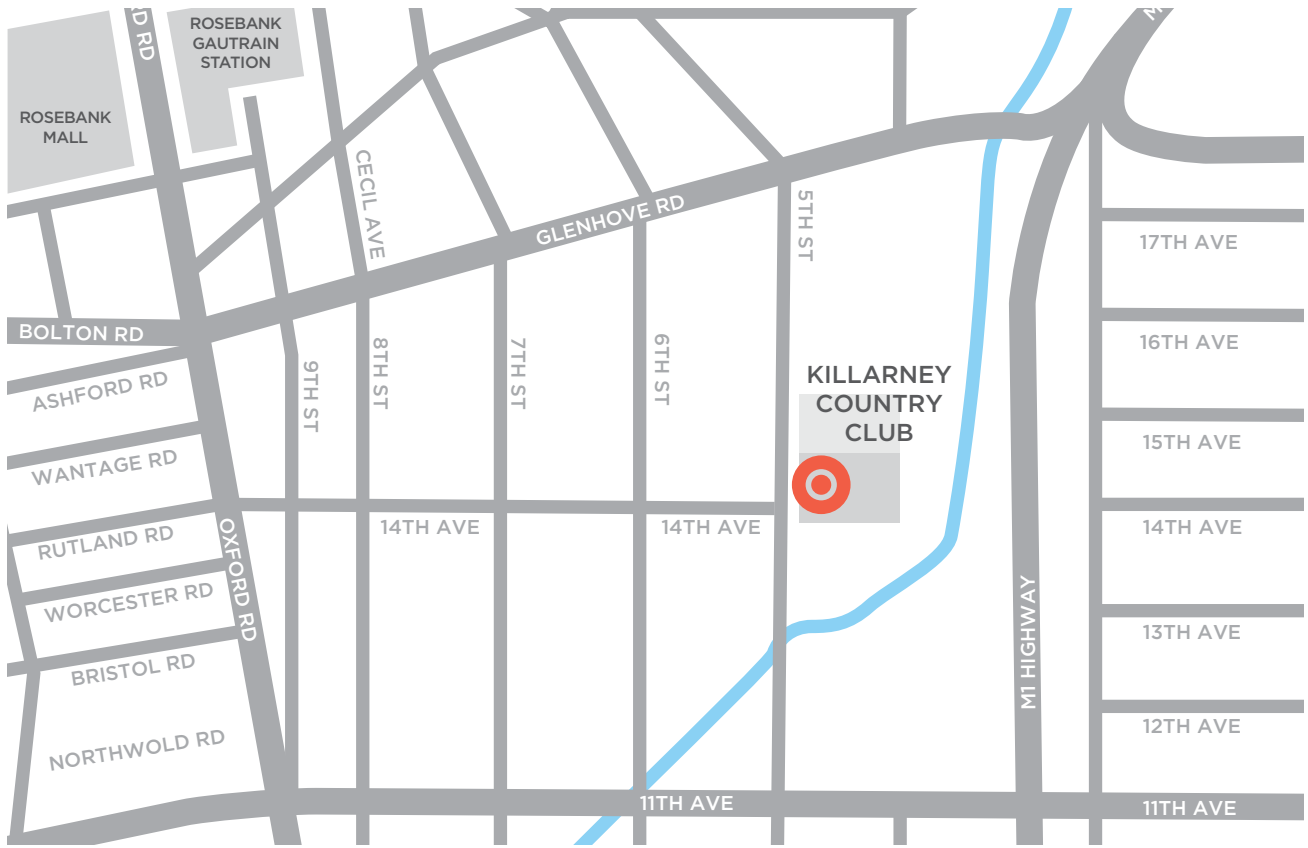 RD RD
ROSEBANK
GAUTRAIN
STATION
ROSEBANK
MALL
CECIL AVE
GLENHOVE RD
5TH ST
17TH AVE
BOLTON RD
16TH AVE
ASHFORD RD
9TH ST
8TH ST
7TH ST
6TH ST
KILLARNEY
COUNTRY
CLUB
WANTAGE RD
15TH AVE
RUTLAND RD
OXFORD RD
14TH AVE
14TH AVE
14TH AVE
WORCESTER RD
M1 HIGHWAY
13TH AVE
BRISTOL RD
12TH AVE
NORTHWOLD RD
11TH AVE
11TH AVE